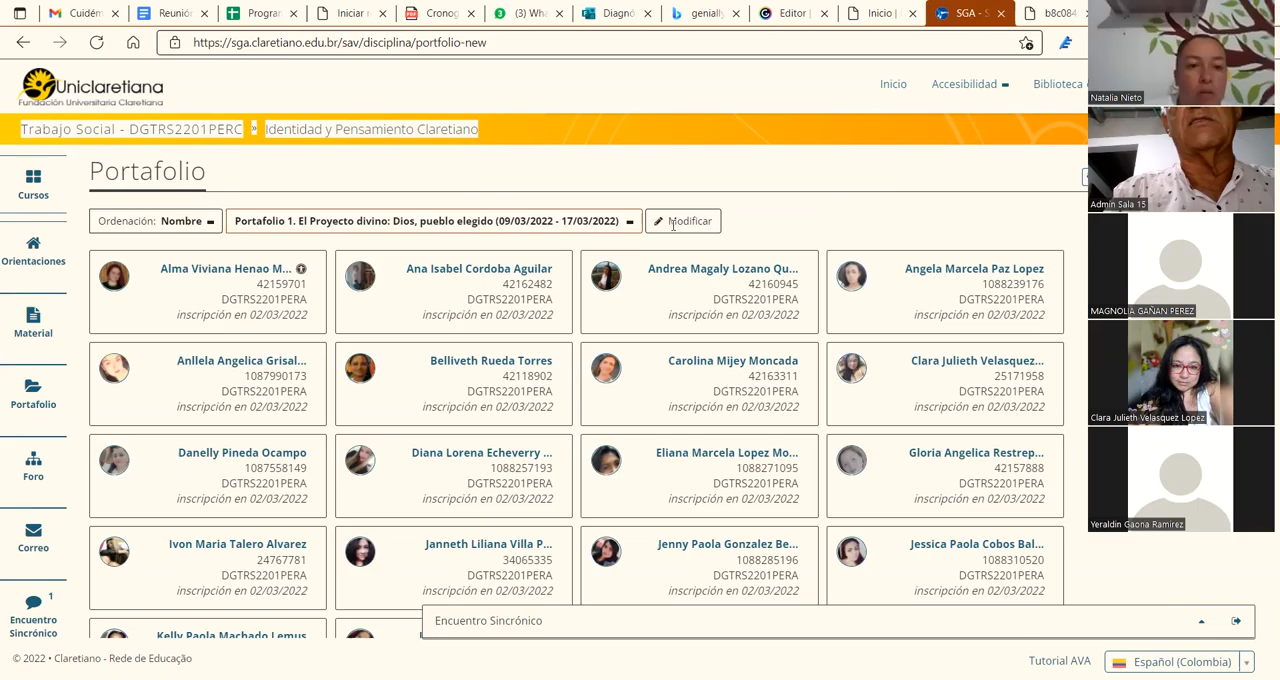 Cuidém
Reunió
Progra
Iniciar r
Cronog
(3) Wha
Diagnó
genially
Editor |
Inicio |
SGA - S
b8c084
https://sga.claretiano.edu.br/sav/disciplina/portfolio-new
Uniclaretiana
Fundación Universitaria Claretiana
Inicio
Accesibilidad
Biblioteca
Trabajo Social - DGTRS2201PERC » Identidad y Pensamiento Claretiano
Cursos
Orientaciones
Material
Portafolio
Foro
Correo
1
Encuentro
Sincrónico
Portafolio
Ordenación: Nombre
Portafolio 1. El Proyecto divino: Dios, pueblo elegido (09/03/2022 - 17/03/2022)
Modificar
Alma Viviana Henao M...
42159701
DGTRS2201PERA
inscripción en 02/03/2022
Ana Isabel Cordoba Aguilar
42162482
DGTRS2201PERA
inscripción en 02/03/2022
Andrea Magaly Lozano Qu...
42160945
DGTRS2201PERA
inscripción en 02/03/2022
Angela Marcela Paz Lopez
1088239176
DGTRS2201PERA
inscripción en 02/03/2022
Anllela Angelica Grisal...
1087990173
DGTRS2201PERA
inscripción en 02/03/2022
Belliveth Rueda Torres
42118902
DGTRS2201PERA
inscripción en 02/03/2022
Carolina Mijey Moncada
42163311
DGTRS2201PERA
inscripción en 02/03/2022
Clara Julieth Velasquez...
25171958
DGTRS2201PERA
inscripción en 02/03/2022
Danelly Pineda Ocampo
1087558149
DGTRS2201PERA
inscripción en 02/03/2022
Diana Lorena Echeverry ...
1088257193
DGTRS2201PERA
inscripción en 02/03/2022
Eliana Marcela Lopez Mo...
1088271095
DGTRS2201PERA
inscripción en 02/03/2022
Gloria Angelica Restrep...
42157888
DGTRS2201PERA
inscripción en 02/03/2022
Ivon Maria Talero Alvarez
24767781
DGTRS2201PERA
inscripción en 02/03/2022
Janneth Liliana Villa P...
34065335
DGTRS2201PERA
inscripción en 02/03/2022
Jenny Paola Gonzalez Be...
1088285196
DGTRS2201PERA
inscripción en 02/03/2022
Jessica Paola Cobos Bal...
1088310520
DGTRS2201PERA
inscripción en 02/03/2022
Kelly Paola Machado Lemus
Encuentro Sincrónico
© 2022 • Claretiano - Rede de Educação
Tutorial AVA
Español (Colombia)
Natalia Nieto
Admin Sala 15
MAGNOLIA GAÑAN PEREZ
Clara Julieth Velasquez Lopez
Yeraldin Gaona Ramirez